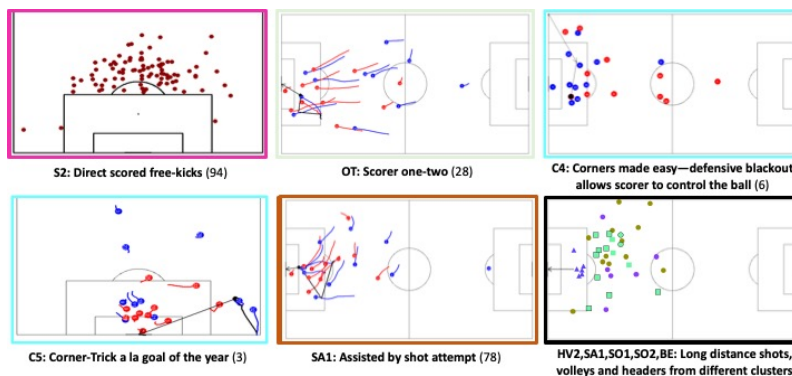 S2: Direct scored free-kicks (94)
OT: Scorer one-two (28)
C4: Corners made easy—defensive blackout
allows scorer to control the ball (6)
C5: Corner-Trick a la goal of the year (3)
SA1: Assisted by shot attempt (78)
HV2,SA1,SO1,SO2,BE: Long distance shots,
volleys and headers from different clusters